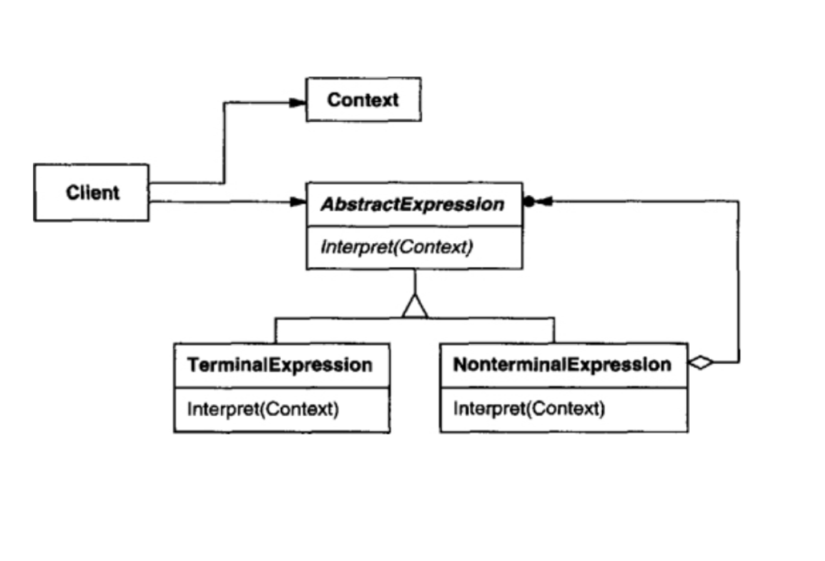 Context
Client
AbstractExpression
Interpret(Context)
TerminalExpression
Interpret(Context)
NonterminalExpression
Interpret(Context)